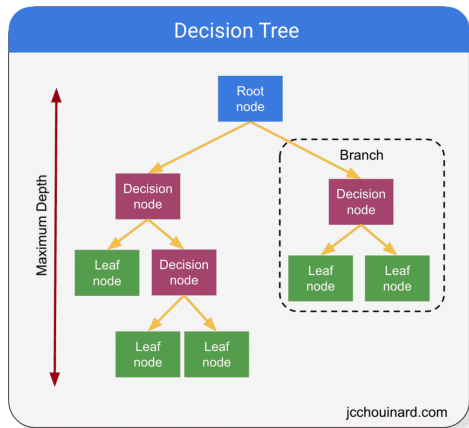 Decision Tree
Root
node
Branch
Maximum Depth
Decision
node
Decision
node
Leaf
node
Decision
node
Leaf
node
Leaf
node
Leaf
node
Leaf
node
jcchouinard.com